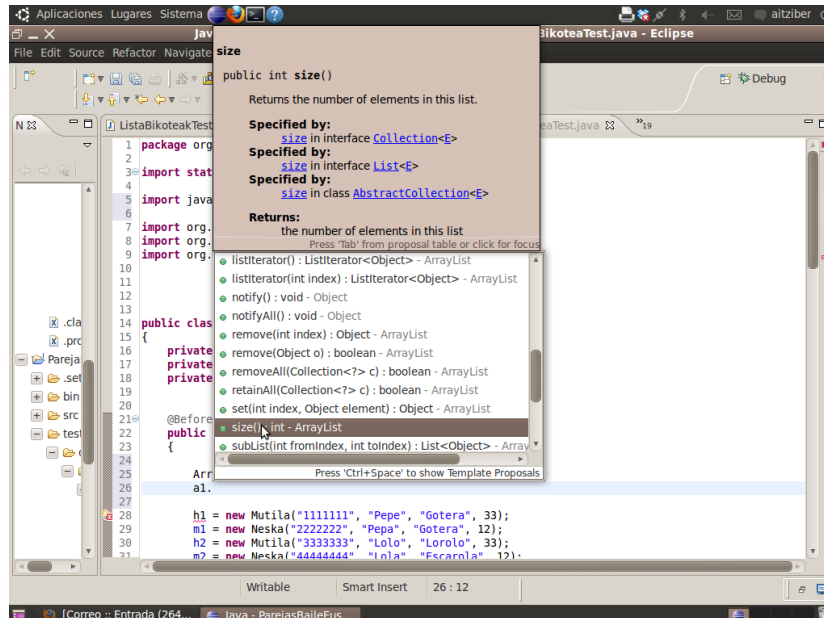 Aplicaciones Lugares Sistema
aitziber
Jav
BikoteaTest.java - Eclipse
File Edit Source Refactor Navigate
Debug
N
ListaBikoteakTest
eaTest.java
»19
size
public int size()
Returns the number of elements in this list.
Specified by:
size in interface Collection<E>
Specified by:
size in interface List<E>
Specified by:
size in class AbstractCollection<E>
Returns:
the number of elements in this list
Press 'Tab' from proposal table or click for focus
listIterator() : ListIterator<Object> - ArrayList
listIterator(int index) : ListIterator<Object> - ArrayList
notify() : void - Object
notifyAll() : void - Object
remove(int index) : Object - ArrayList
remove(Object o) : boolean - ArrayList
removeAll(Collection<?> c) : boolean - ArrayList
retainAll(Collection<?> c) : boolean - ArrayList
set(int index, Object element) : Object - ArrayList
size() : int - ArrayList
subList(int fromIndex, int toIndex) : List<Object> - Array
Press 'Ctrl+Space' to show Template Proposals
.cla
.pro
Pareja
.set
bin
src
test
1 package org
2
3 import stat
4
5 import java
6
7 import org.
8 import org.
9 import org.
10
11
12
13
14 public clas
15 {
16 private
17 private
18 private
19
20
21 @Before
22 public
23 {
24
25 Arr
26 a1.
27
28 h1 = new Mutila("1111111", "Pepe", "Gotera", 33);
29 m1 = new Neska("2222222", "Pepa", "Gotera", 12);
30 h2 = new Mutila("3333333", "Lolo", "Lorolo", 33);
31 m2 = new Neska("44444444", "Lola", "Escarola", 12);
Writable
Smart Insert
26 : 12
[Correo :: Entrada (264...
Java - ParejasBaileEus...